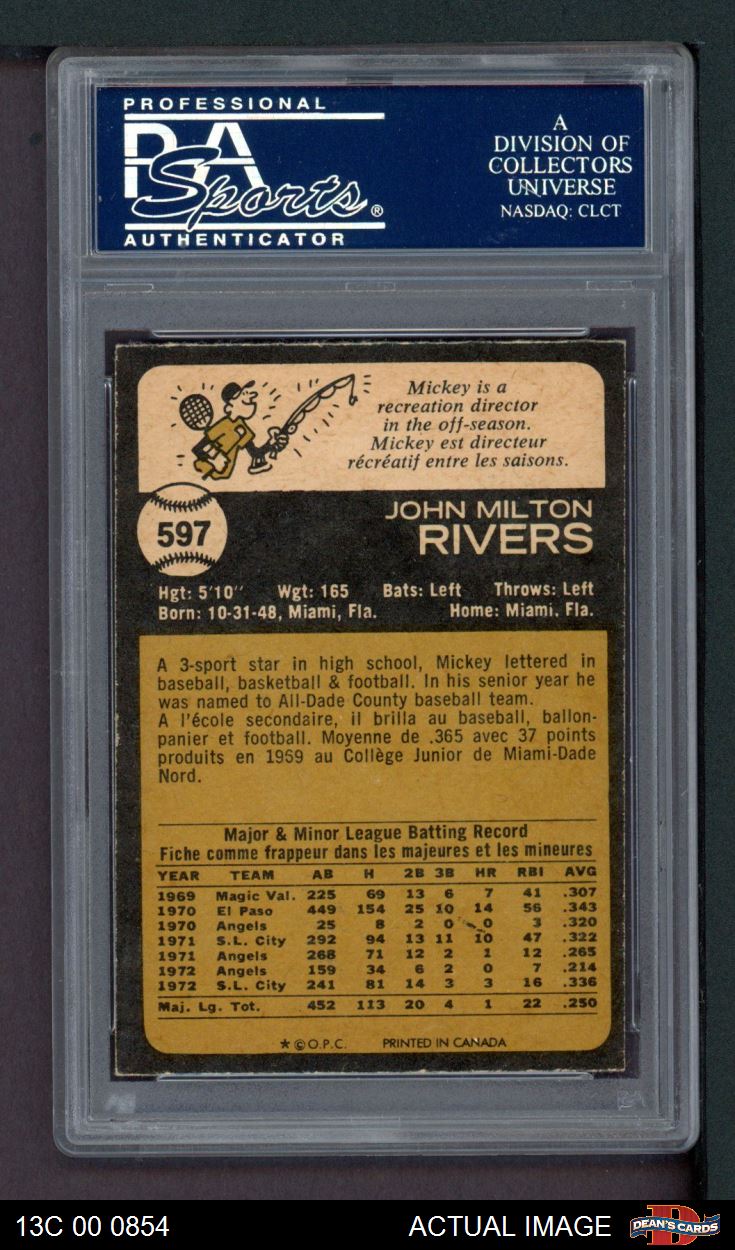 PROFESSIONAL
PSA
Sports®
AUTHENTICATOR
A
DIVISION OF
COLLECTORS
UNIVERSE
NASDAQ: CLCT
Mickey is a
recreation director
in the off-season.
Mickey est directeur
récréatif entre les saisons.
597
JOHN MILTON
RIVERS
Hgt: 5'10" Wgt: 165 Bats: Left Throws: Left
Born: 10-31-48, Miami, Fla. Home: Miami. Fla.
A 3-sport star in high school, Mickey lettered in
baseball, basketball & football. In his senior year he
was named to All-Dade County baseball team.
A l'école secondaire, il brilla au baseball, ballon-
panier et football. Moyenne de .365 avec 37 points
produits en 1969 au Collège Junior de Miami-Dade
Nord.
Major & Minor League Batting Record
Fiche comme frappeur dans les majeures et les mineures
YEAR TEAM AB H 2B 3B HR RBI AVG
1969 Magic Val. 225 69 13 6 7 41 .307
1970 El Paso 449 154 25 10 14 56 .343
1970 Angels 25 8 2 0 0 3 .320
1971 S.L. City 292 94 13 11 10 47 .322
1971 Angels 268 71 12 2 1 12 .265
1972 Angels 159 34 6 2 0 7 .214
1972 S.L. City 241 81 14 3 3 16 .336
Maj. Lg. Tot. 452 113 20 4 1 22 .250
* © O.P.C. PRINTED IN CANADA
13C 00 0854 ACTUAL IMAGE DEAN'S CARDS